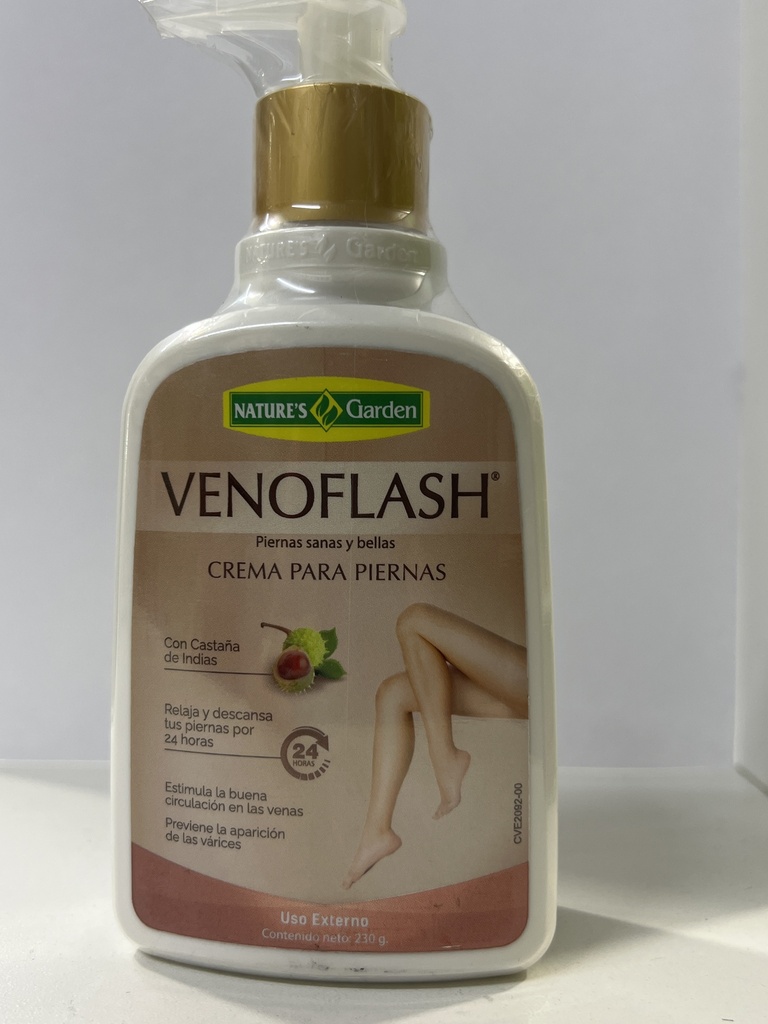 NATURE'S Garden
NATURE'S Garden
VENOFLASH®
Piernas sanas y bellas
CREMA PARA PIERNAS
Con Castaña
de Indias
Relaja y descansa
tus piernas por
24 horas
24
HORAS
Estimula la buena
circulación en las venas
Previene la aparición
de las várices
CVE2092-00
Uso Externo
Contenido neto: 230 g.